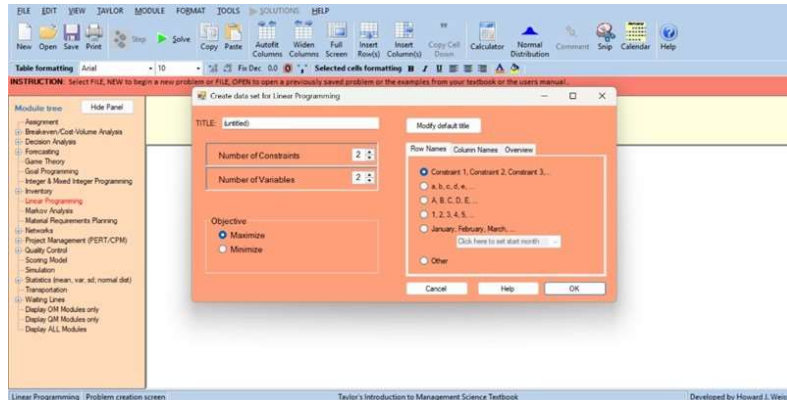 FILE EDIT VIEW TAYLOR MODULE FORMAT TOOLS SOLUTIONS HELP
New Open Save Print Step Solve Copy Paste Autofit Columns Widen Columns Full Screen Insert Row(s) Insert Column(s) Copy Cell Down Calculator Normal Distribution Comment Snip Calendar Help
Table formatting Arial 10 Fix Dec 0.0 Selected cells formatting B I U
INSTRUCTION: Select FILE, NEW to begin a new problem or FILE, OPEN to open a previously saved problem or the examples from your textbook or the users manual..
Module tree Hide Panel
Assignment
Breakeven/Cost-Volume Analysis
Decision Analysis
Forecasting
Game Theory
Goal Programming
Integer & Mixed Integer Programming
Inventory
Linear Programming
Markov Analysis
Material Requirements Planning
Networks
Project Management (PERT/CPM)
Quality Control
Scoring Model
Simulation
Statistics (mean, var, sd, normal dist)
Transportation
Waiting Lines
Display OM Modules only
Display QM Modules only
Display ALL Modules
Create data set for Linear Programming
TITLE: (untitled)
Modify default title
Number of Constraints 2
Number of Variables 2
Objective
Maximize
Minimize
Row Names Column Names Overview
Constraint 1, Constraint 2, Constraint 3,...
a, b, c, d, e, ...
A, B, C, D, E, ...
1, 2, 3, 4, 5, ...
January, February, March, ...
Click here to set start month
Other
Cancel Help OK
Linear Programming Problem creation screen Taylor's Introduction to Management Science Textbook Developed by Howard J. Weiss